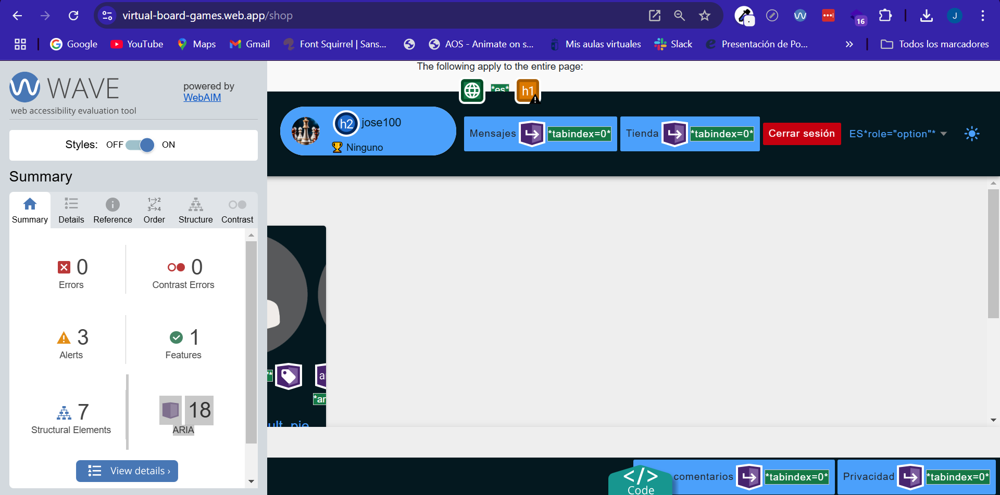 virtual-board-games.web.app/shop
16
J
Google
YouTube
Maps
Gmail
Font Squirrel | Sans...
AOS - Animate on s...
Mis aulas virtuales
Slack
Presentación de Po...
»
Todos los marcadores
WAVE
web accessibility evaluation tool
powered by
WebAIM
Styles: OFF ON
Summary
Summary
Details
Reference
Order
Structure
Contrast
0
Errors
0
Contrast Errors
3
Alerts
1
Features
7
Structural Elements
18
ARIA
View details ›
The following apply to the entire page:
*es*
h1
h2 jose100
Ninguno
Mensajes *tabindex=0*
Tienda *tabindex=0*
Cerrar sesión
ES*role="option"*
comentarios *tabindex=0*
Privacidad *tabindex=0*
</>
Code